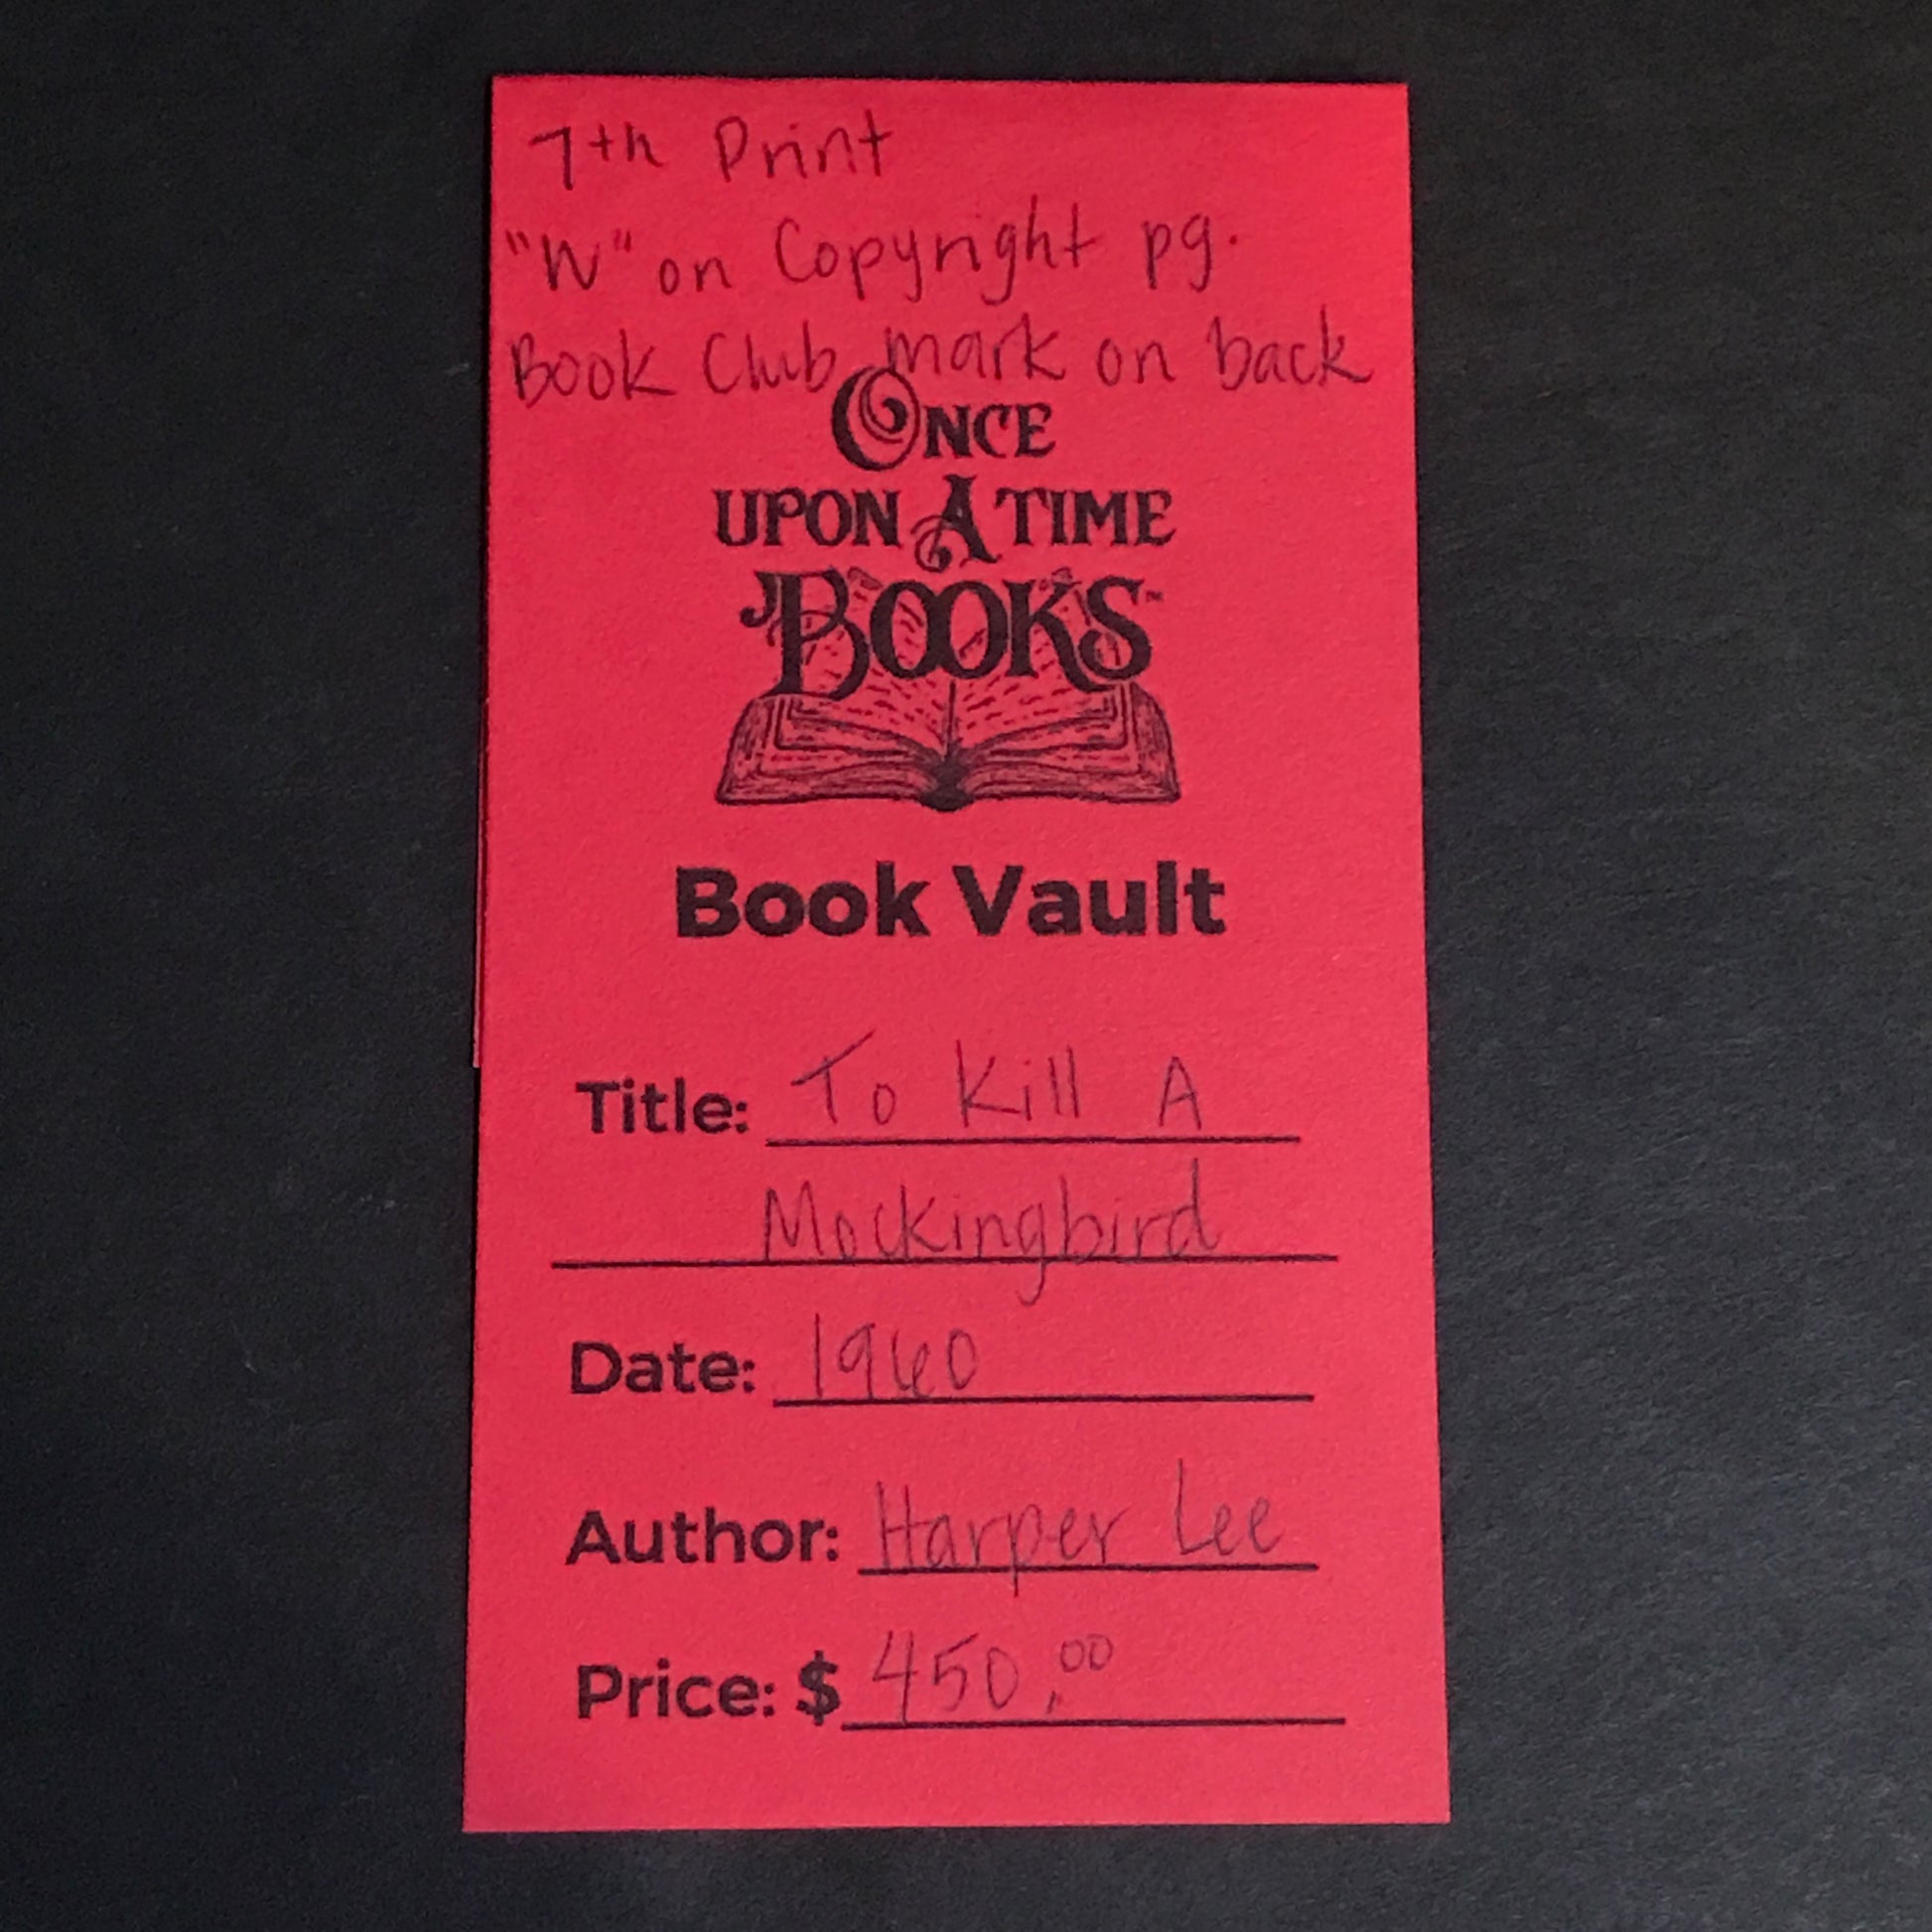 7th Print
"W" on Copyright pg.
Book Club mark on back
ONCE
UPON A TIME
BOOKS™
Book Vault
Title: To Kill A
Mockingbird
Date: 1960
Author: Harper Lee
Price: $ 450.00